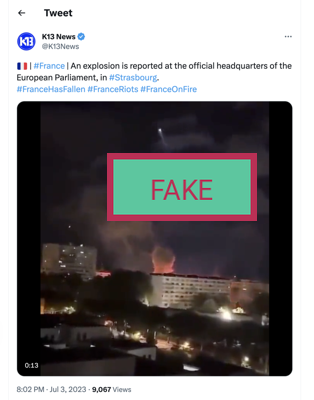 Tweet
K13 News
@K13News
🇫🇷 | #France | An explosion is reported at the official headquarters of the
European Parliament, in #Strasbourg.
#FranceHasFallen #FranceRiots #FranceOnFire
FAKE
0:13
8:02 PM · Jul 3, 2023 · 9,067 Views